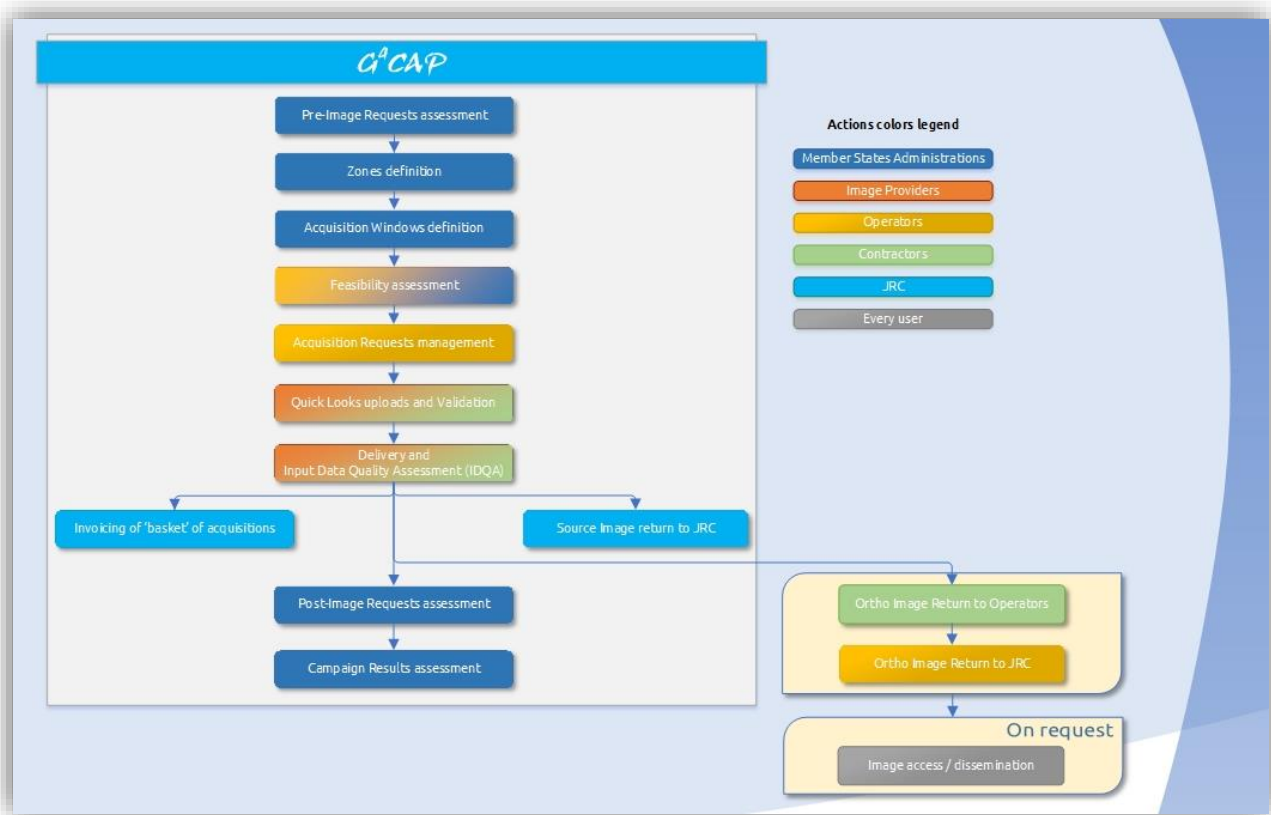 G⁴CAP
Pre-Image Requests assessment
Zones definition
Acquisition Windows definition
Feasibility assessment
Acquisition Requests management
Quick Looks uploads and Validation
Delivery and
Input Data Quality Assessment (IDQA)
Invoicing of 'basket' of acquisitions
Source Image return to JRC
Post-Image Requests assessment
Campaign Results assessment
Actions colors legend
Member States Administrations
Image Providers
Operators
Contractors
JRC
Every user
Ortho Image Return to Operators
Ortho Image Return to JRC
On request
Image access / dissemination